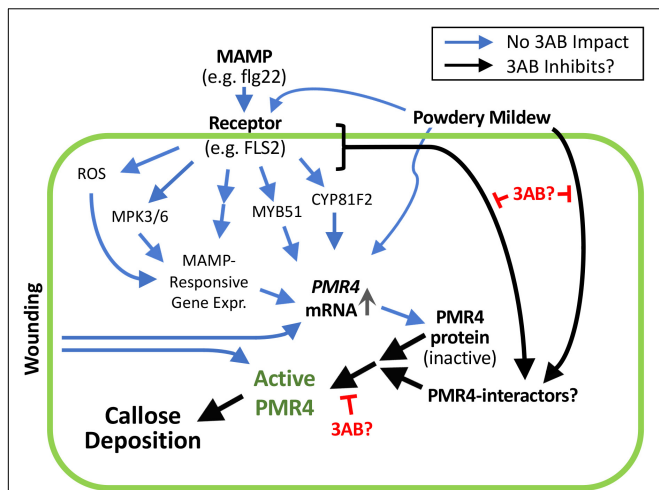 No 3AB Impact
3AB Inhibits?
MAMP
(e.g. flg22)
Receptor
(e.g. FLS2)
Powdery Mildew
ROS
MPK3/6
MYB51
CYP81F2
3AB?
MAMP-
Responsive
Gene Expr.
PMR4
mRNA
PMR4
protein
(inactive)
Wounding
Active
PMR4
PMR4-interactors?
3AB?
Callose
Deposition